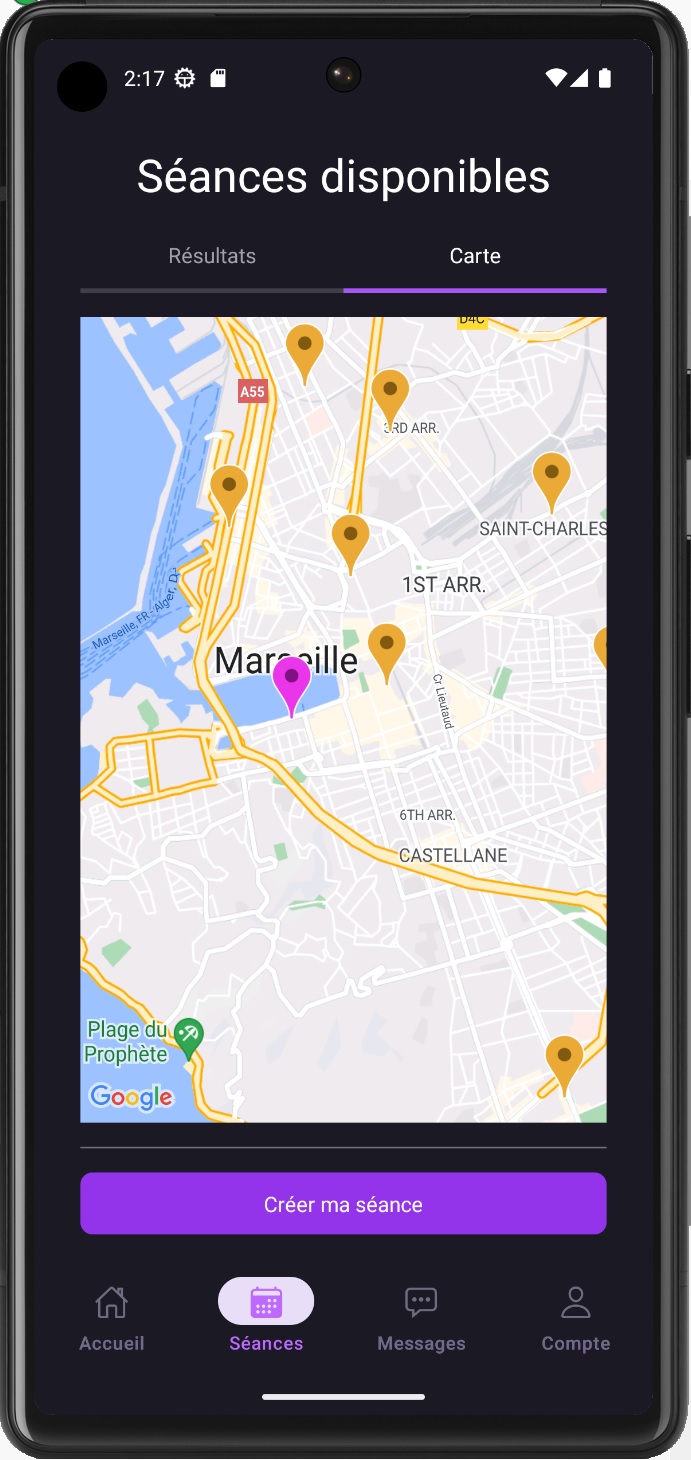 2:17
Séances disponibles
Résultats
Carte
D4C
A55
3RD ARR.
SAINT-CHARLES
1ST ARR.
Marseille, FR - Alger, D
Marseille
Cr Lieutaud
6TH ARR.
CASTELLANE
Plage du
Prophète
Google
Créer ma séance
Accueil
Séances
Messages
Compte